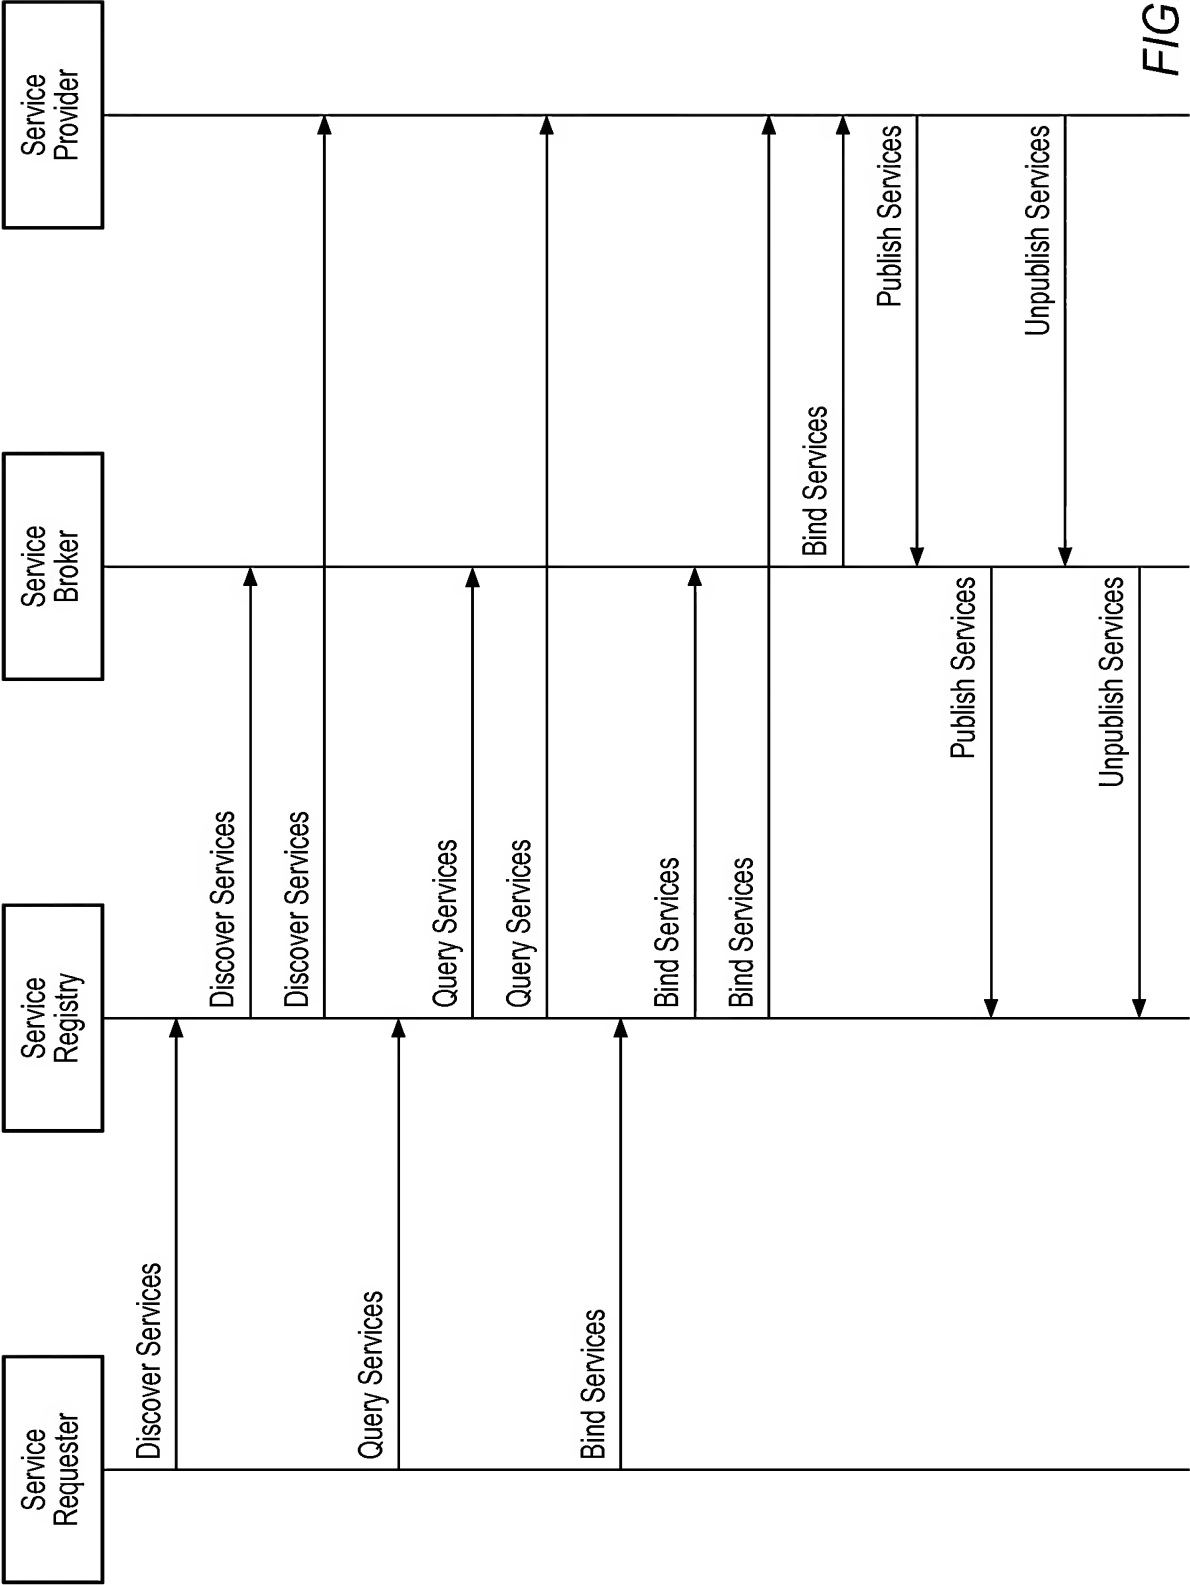 Service
Requester
Service
Registry
Service
Broker
Service
Provider
Discover Services
Discover Services
Discover Services
Query Services
Query Services
Query Services
Bind Services
Bind Services
Bind Services
Bind Services
Publish Services
Publish Services
Unpublish Services
Unpublish Services
FIG